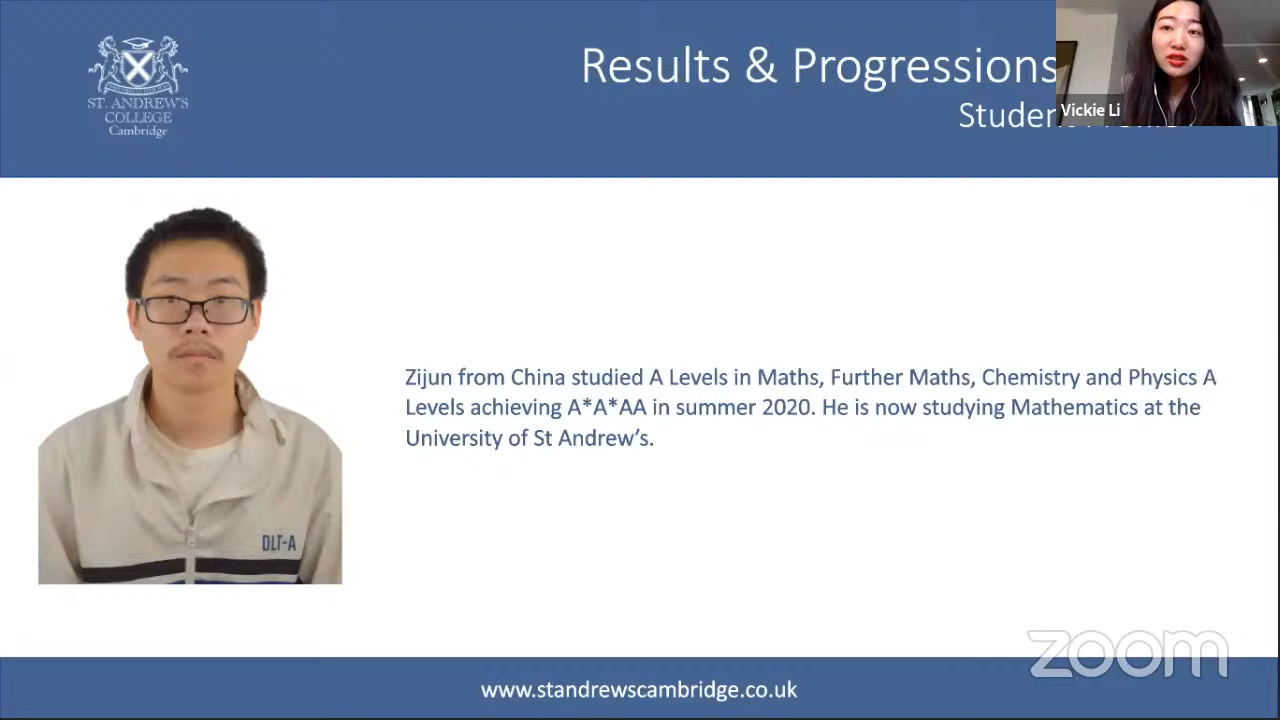 ST. ANDREW'S
COLLEGE
Cambridge
Results & Progressions
Vickie Li
Zijun from China studied A Levels in Maths, Further Maths, Chemistry and Physics A
Levels achieving A*A*AA in summer 2020. He is now studying Mathematics at the
University of St Andrew's.
DLT-A
zoom
www.standrewscambridge.co.uk